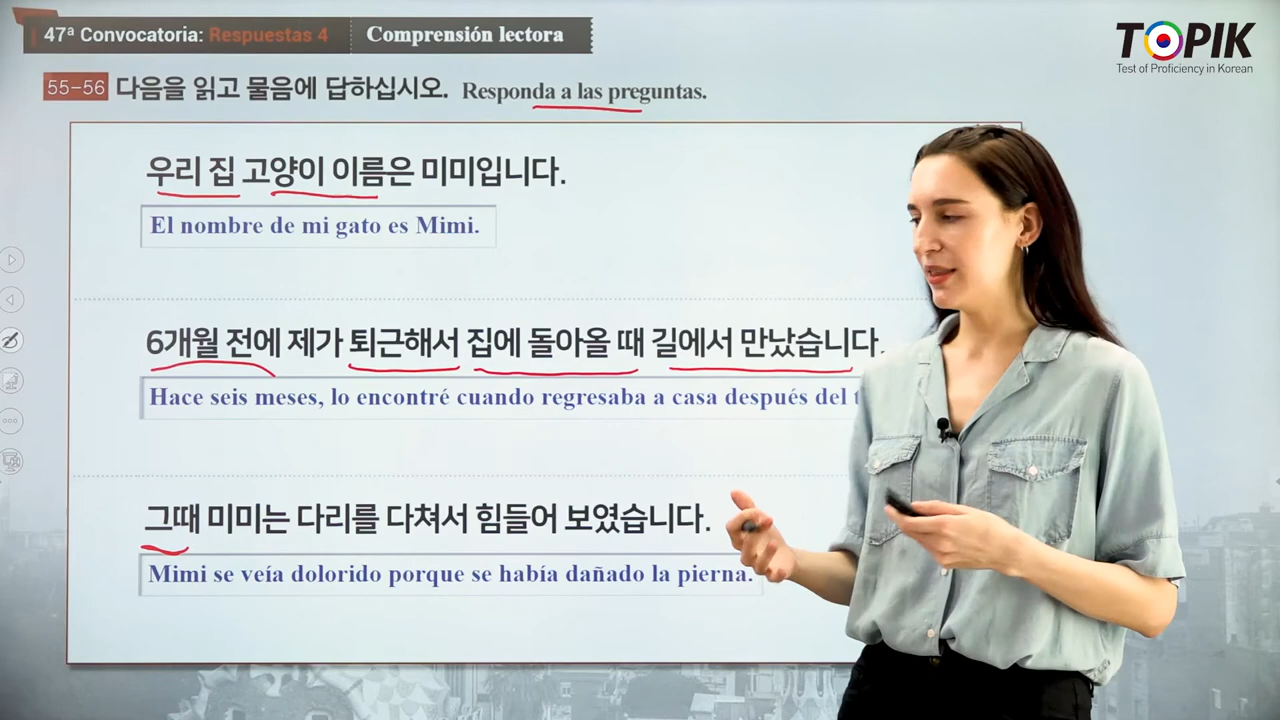 47ª Convocatoria: Respuestas 4
Comprensión lectora
TOPIK
Test of Proficiency in Korean
55-56 다음을 읽고 물음에 답하십시오. Responda a las preguntas.
우리 집 고양이 이름은 미미입니다.
El nombre de mi gato es Mimi.
6개월 전에 제가 퇴근해서 집에 돌아올 때 길에서 만났습니다.
Hace seis meses, lo encontré cuando regresaba a casa después del
그때 미미는 다리를 다쳐서 힘들어 보였습니다.
Mimi se veía dolorido porque se había dañado la pierna.